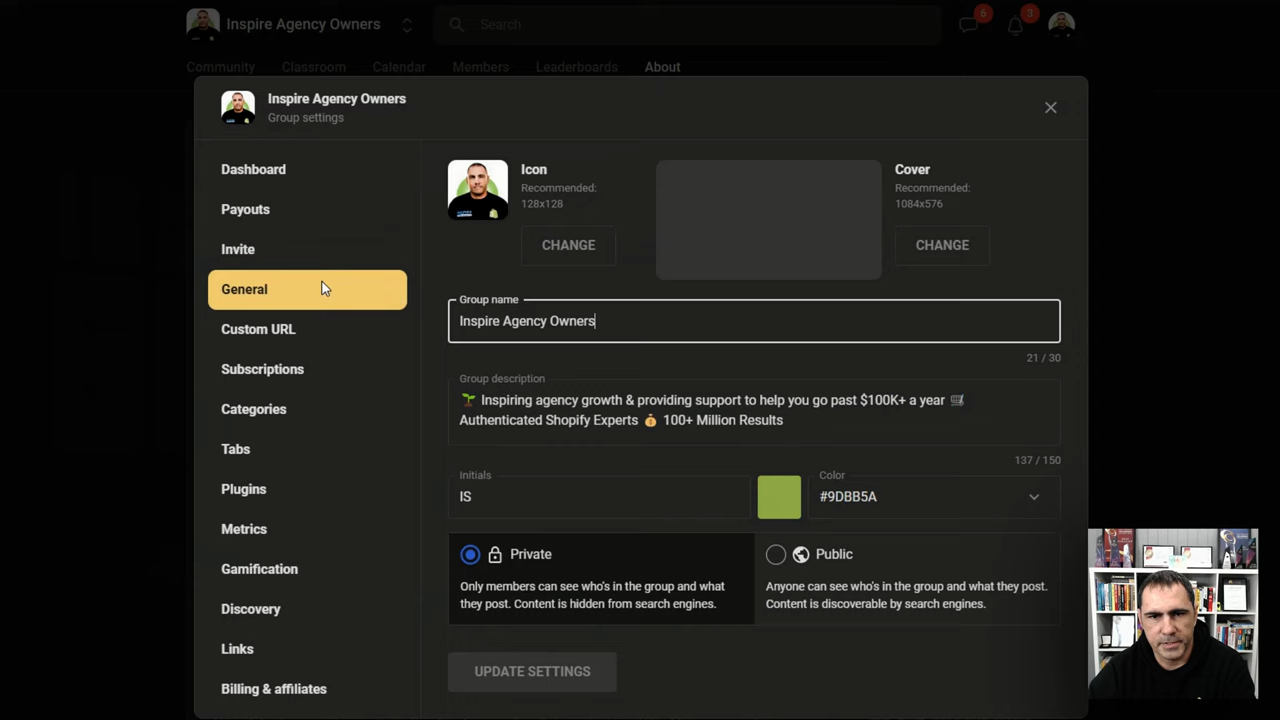 Inspire Agency Owners
Search
6
3
Community Classroom Calendar Members Leaderboards About
Inspire Agency Owners
Group settings
Dashboard
Payouts
Invite
General
Custom URL
Subscriptions
Categories
Tabs
Plugins
Metrics
Gamification
Discovery
Links
Billing & affiliates
Icon
Recommended:
128x128
CHANGE
Cover
Recommended:
1084x576
CHANGE
Group name
Inspire Agency Owners
21 / 30
Group description
🌱 Inspiring agency growth & providing support to help you go past $100K+ a year 🛒
Authenticated Shopify Experts 💰 100+ Million Results
137 / 150
Initials
IS
Color
#9DBB5A
Private
Only members can see who's in the group and what
they post. Content is hidden from search engines.
Public
Anyone can see who's in the group and what they post.
Content is discoverable by search engines.
UPDATE SETTINGS